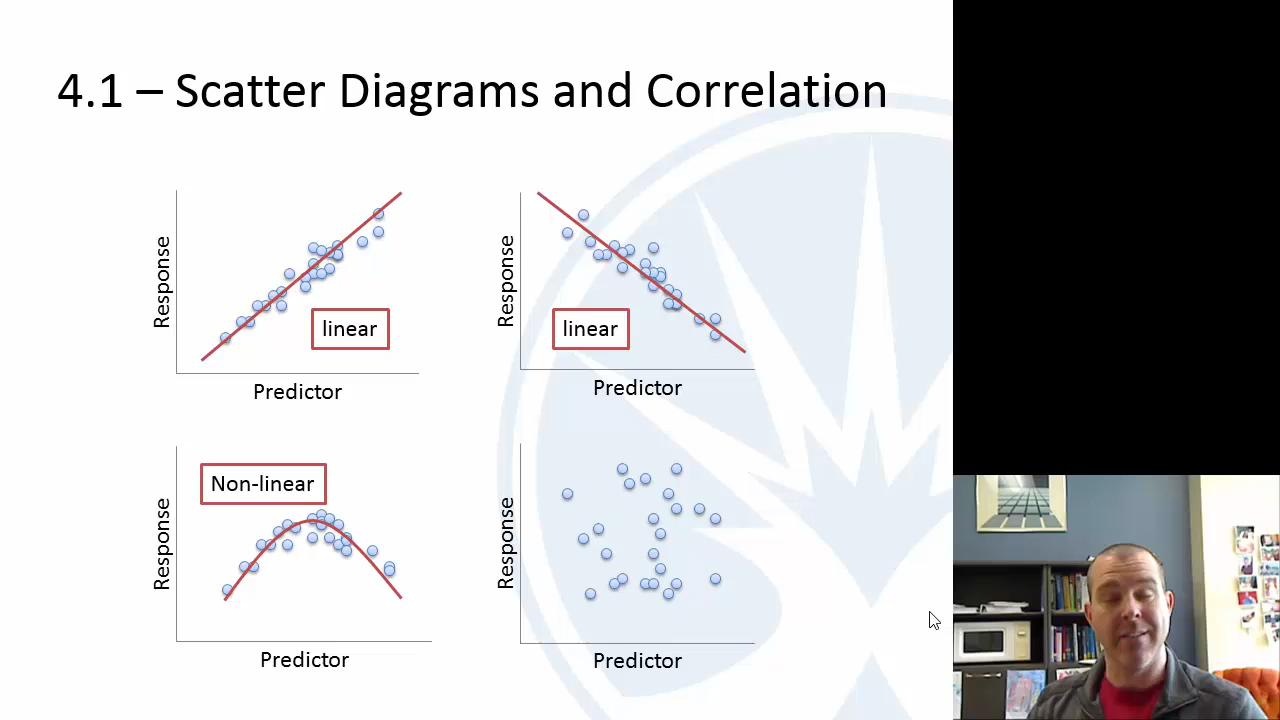 4.1 – Scatter Diagrams and Correlation
Response
linear
Predictor
Response
linear
Predictor
Response
Non-linear
Predictor
Response
Predictor